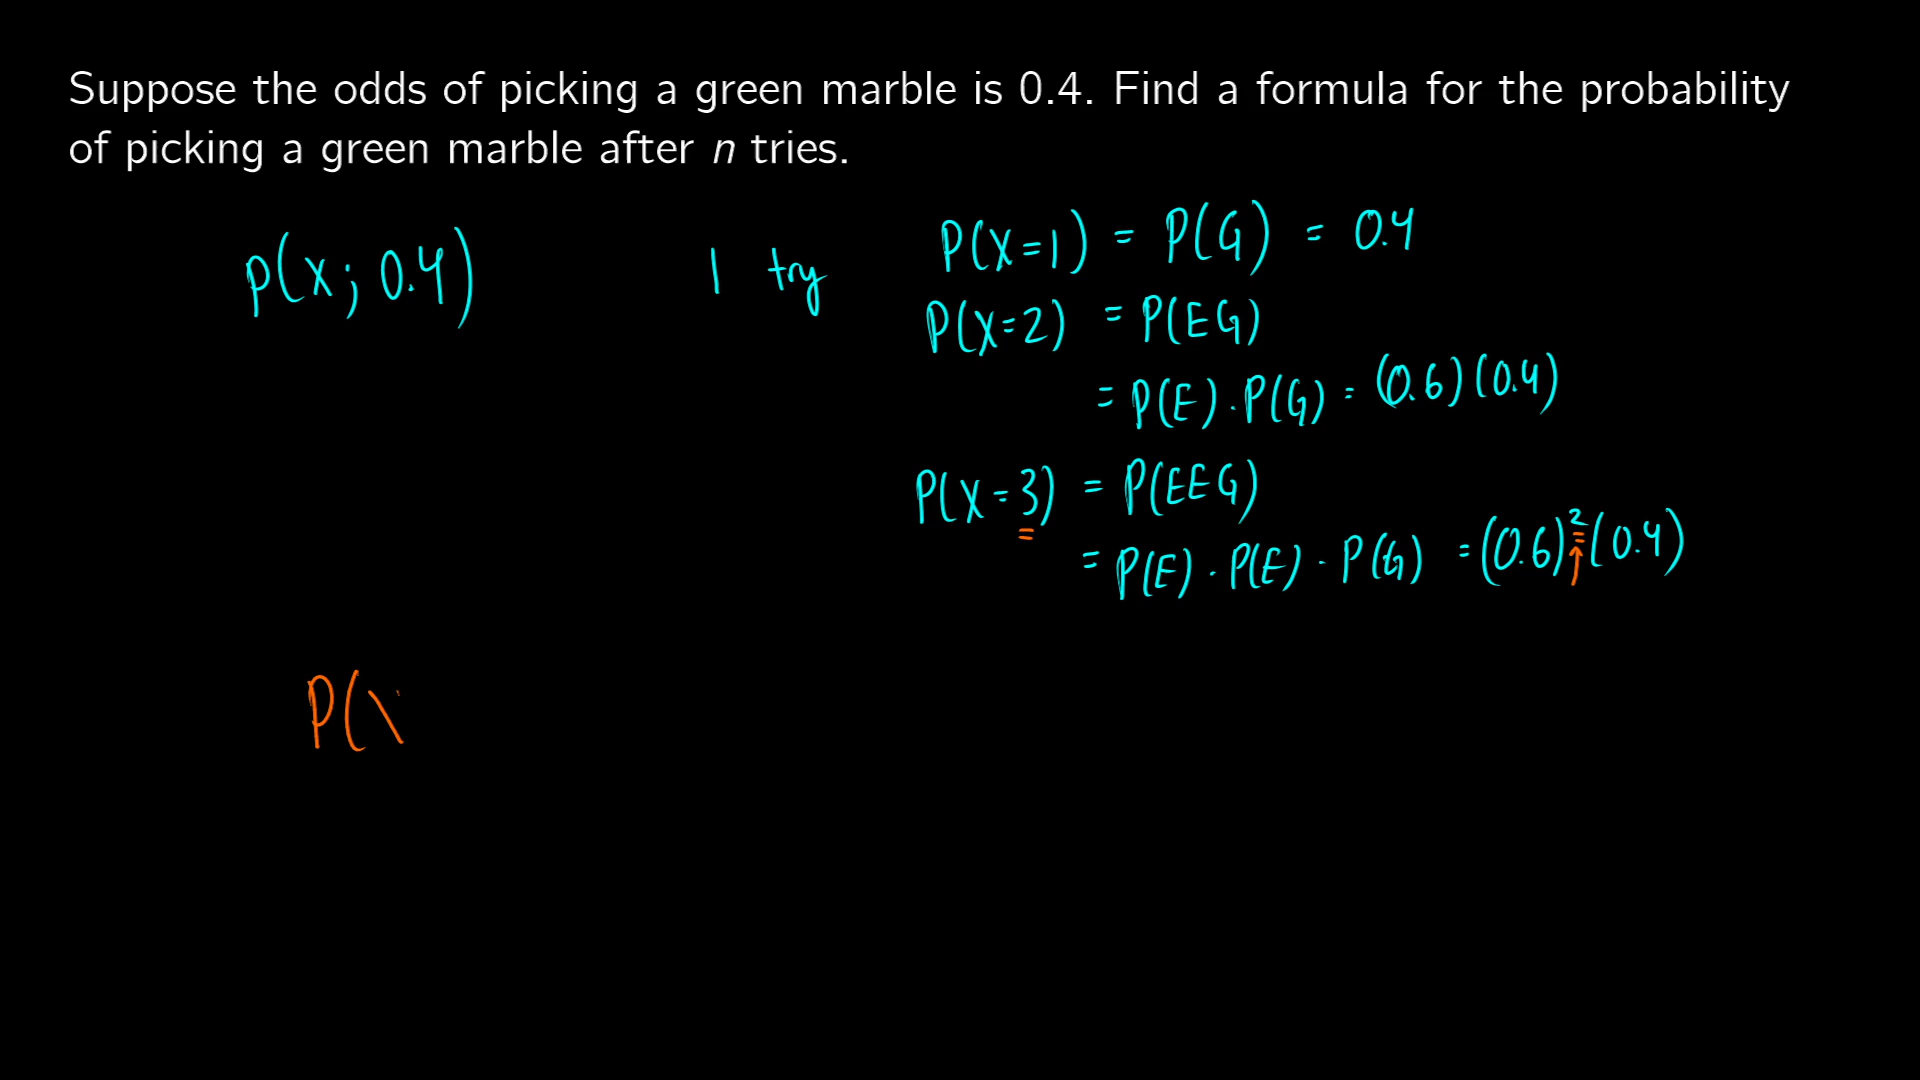 Suppose the odds of picking a green marble is 0.4. Find a formula for the probability
of picking a green marble after n tries.
p(x; 0.4)
1 try
P(X=1) = P(G) = 0.4
P(X=2) = P(EG)
= P(E) · P(G) = (0.6)(0.4)
P(X=3) = P(EEG)
= P(E) · P(E) · P(G) = (0.6)²(0.4)
P(